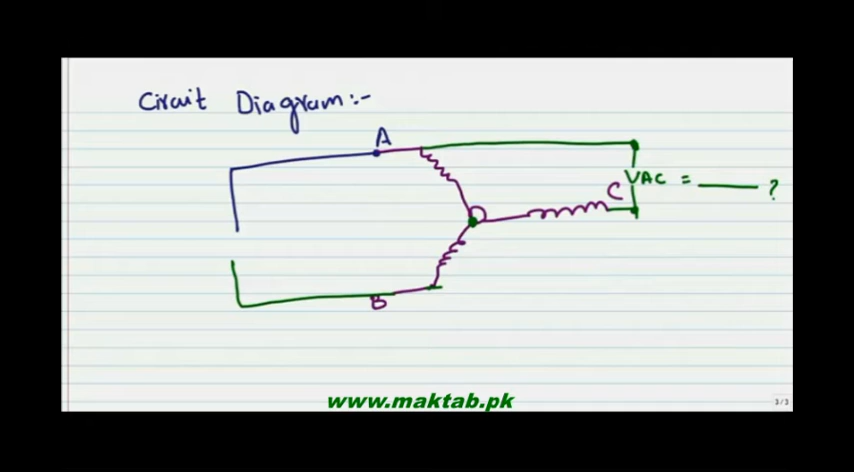 Circuit Diagram:-
A
VAC = ____ ?
C
D
B
www.maktab.pk
3/3